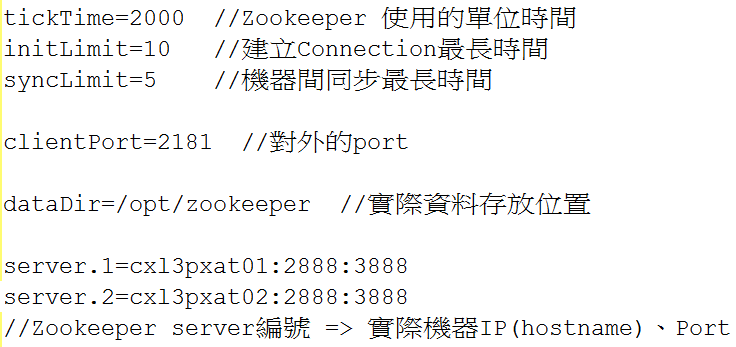 tickTime=2000  //Zookeeper 使用的單位時間
initLimit=10   //建立Connection最長時間
syncLimit=5    //機器間同步最長時間
clientPort=2181  //對外的port
dataDir=/opt/zookeeper  //實際資料存放位置
server.1=cxl3pxat01:2888:3888
server.2=cxl3pxat02:2888:3888
//Zookeeper server編號 => 實際機器IP(hostname)、Port